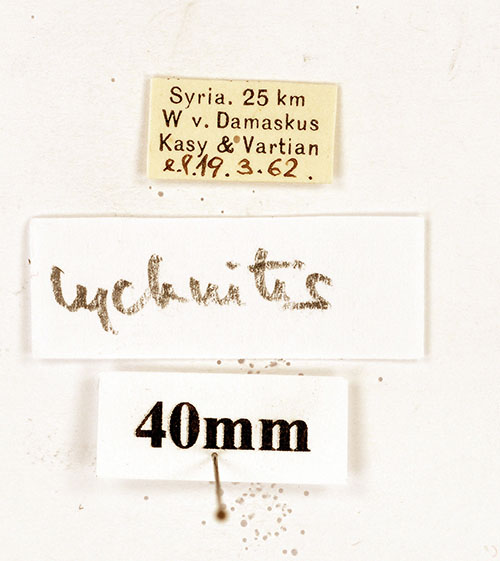 Syria. 25 km
W v. Damaskus
Kasy & Vartian
e.l.19.3.62.
lychnitis
40mm